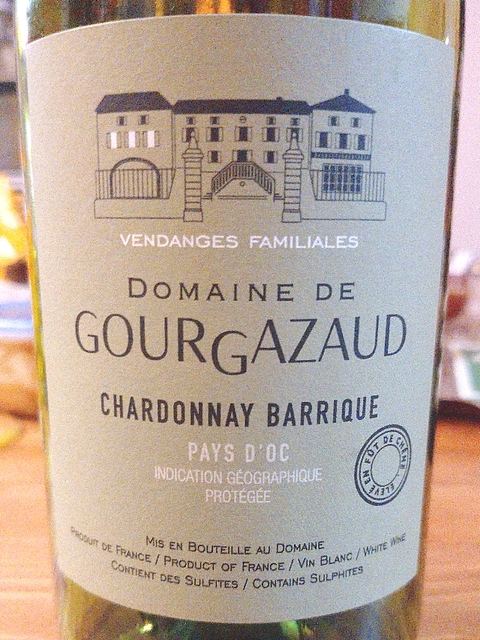 VENDANGES FAMILIALES
DOMAINE DE
GOURGAZAUD
CHARDONNAY BARRIQUE
PAYS D'OC
INDICATION GÉOGRAPHIQUE
PROTÉGÉE
ÉLEVÉ EN FÛT DE CHÊNE
MIS EN BOUTEILLE AU DOMAINE
PRODUIT DE FRANCE / PRODUCT OF FRANCE / VIN BLANC / WHITE WINE
CONTIENT DES SULFITES / CONTAINS SULPHITES